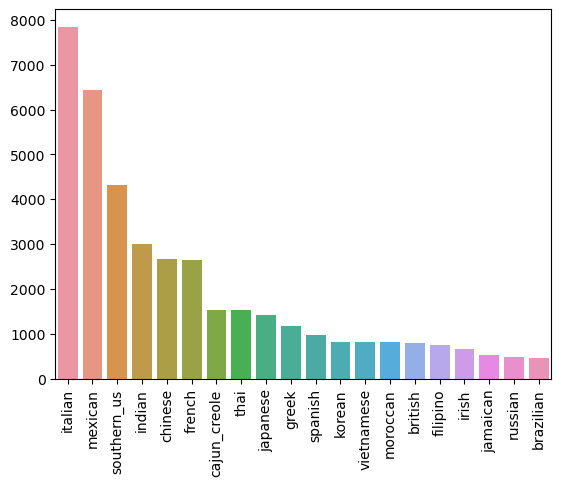 8000
7000
6000
5000
4000
3000
2000
1000
0
italian
mexican
southern_us
indian
chinese
french
cajun_creole
thai
japanese
greek
spanish
korean
vietnamese
moroccan
british
filipino
irish
jamaican
russian
brazilian